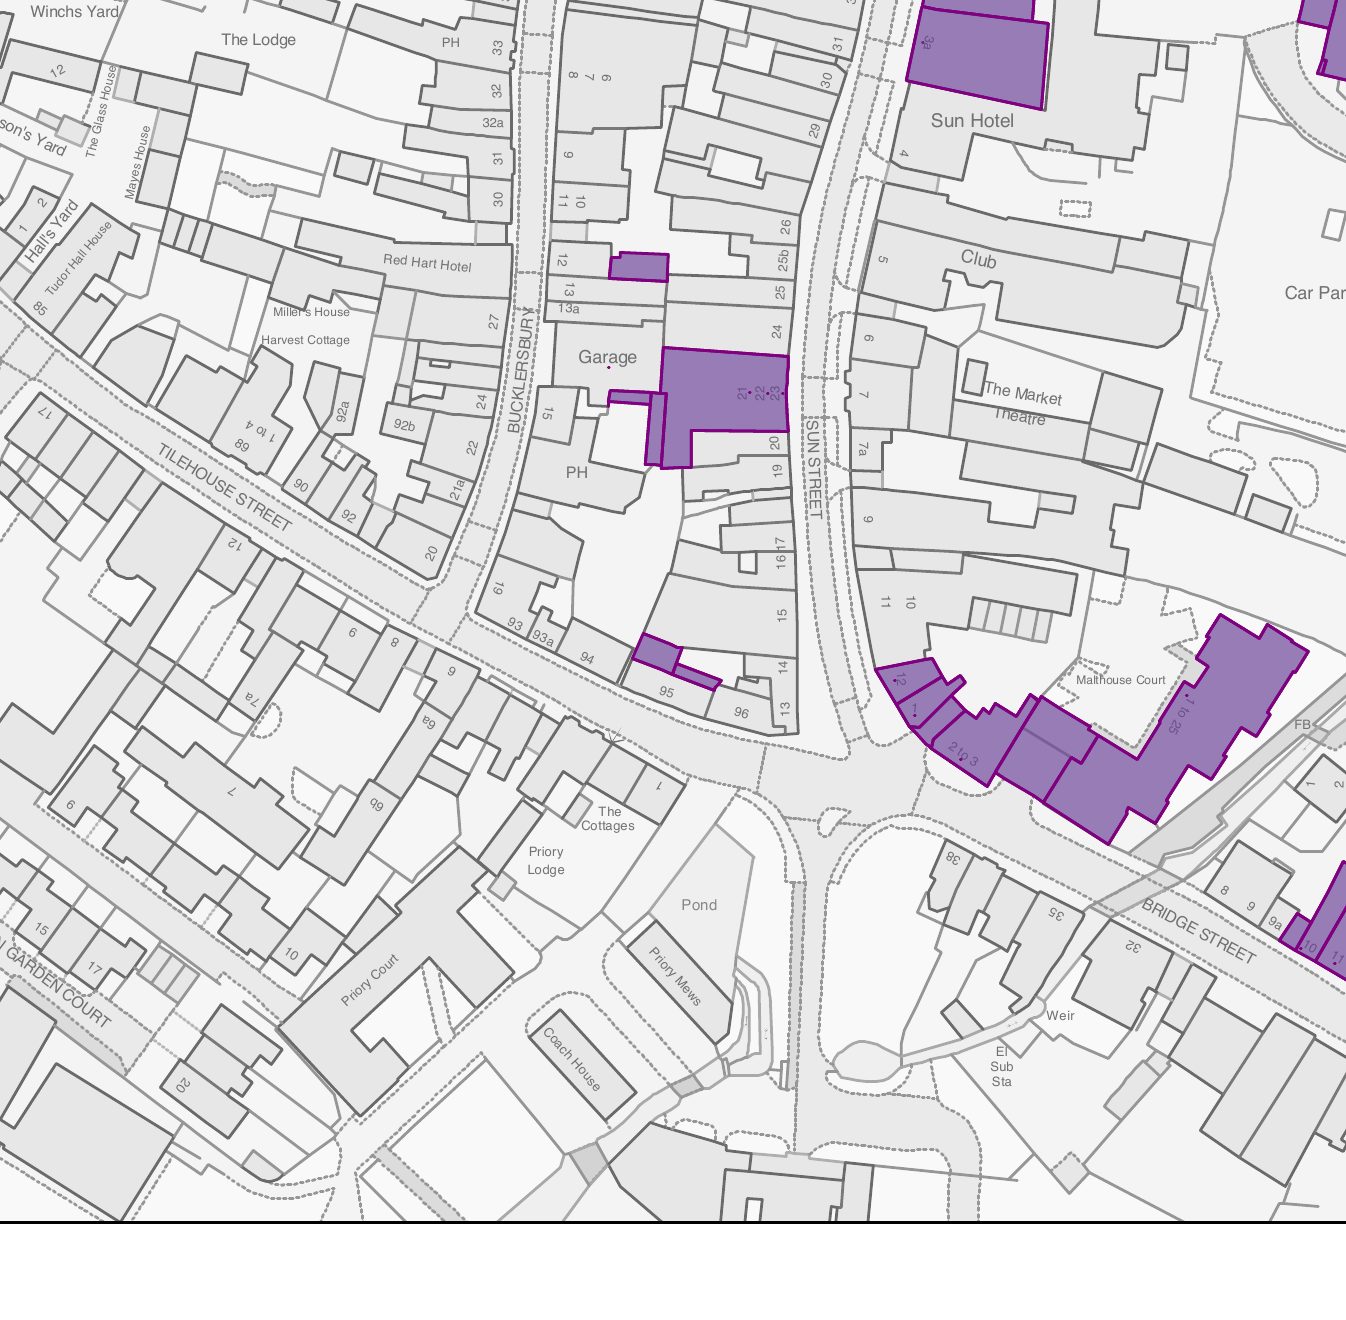 Winchs Yard
The Lodge
PH
33
8
7
6
31
3a
12
32
30
The Glass House
32a
29
Sun Hotel
son's Yard
Mayes House
31
9
4
30
11
10
2
1
Hall's Yard
26
Tudor Hall House
Red Hart Hotel
12
25b
5
Club
85
13
25
Car Par
13a
Miller's House
27
24
6
Harvest Cottage
BUCKLERSBURY
Garage
21
22
23
The Market
Theatre
7
17
92a
24
15
1 to 4
68
92b
22
20
7a
TILEHOUSE STREET
PH
19
SUN STREET
90
21a
92
9
12
20
17
16
19
11
10
15
93
93a
6
8
94
14
9
12
Malthouse Court
1 to 25
7a
95
96
13
1
6a
FB
2 to 3
1
2
7
1
9
6b
The
Cottages
Priory
Lodge
38
8
9
9a
Pond
35
BRIDGE STREET
15
10
32
10
11
17
GARDEN COURT
Priory Court
Priory Mews
Weir
Coach House
El
Sub
Sta
20